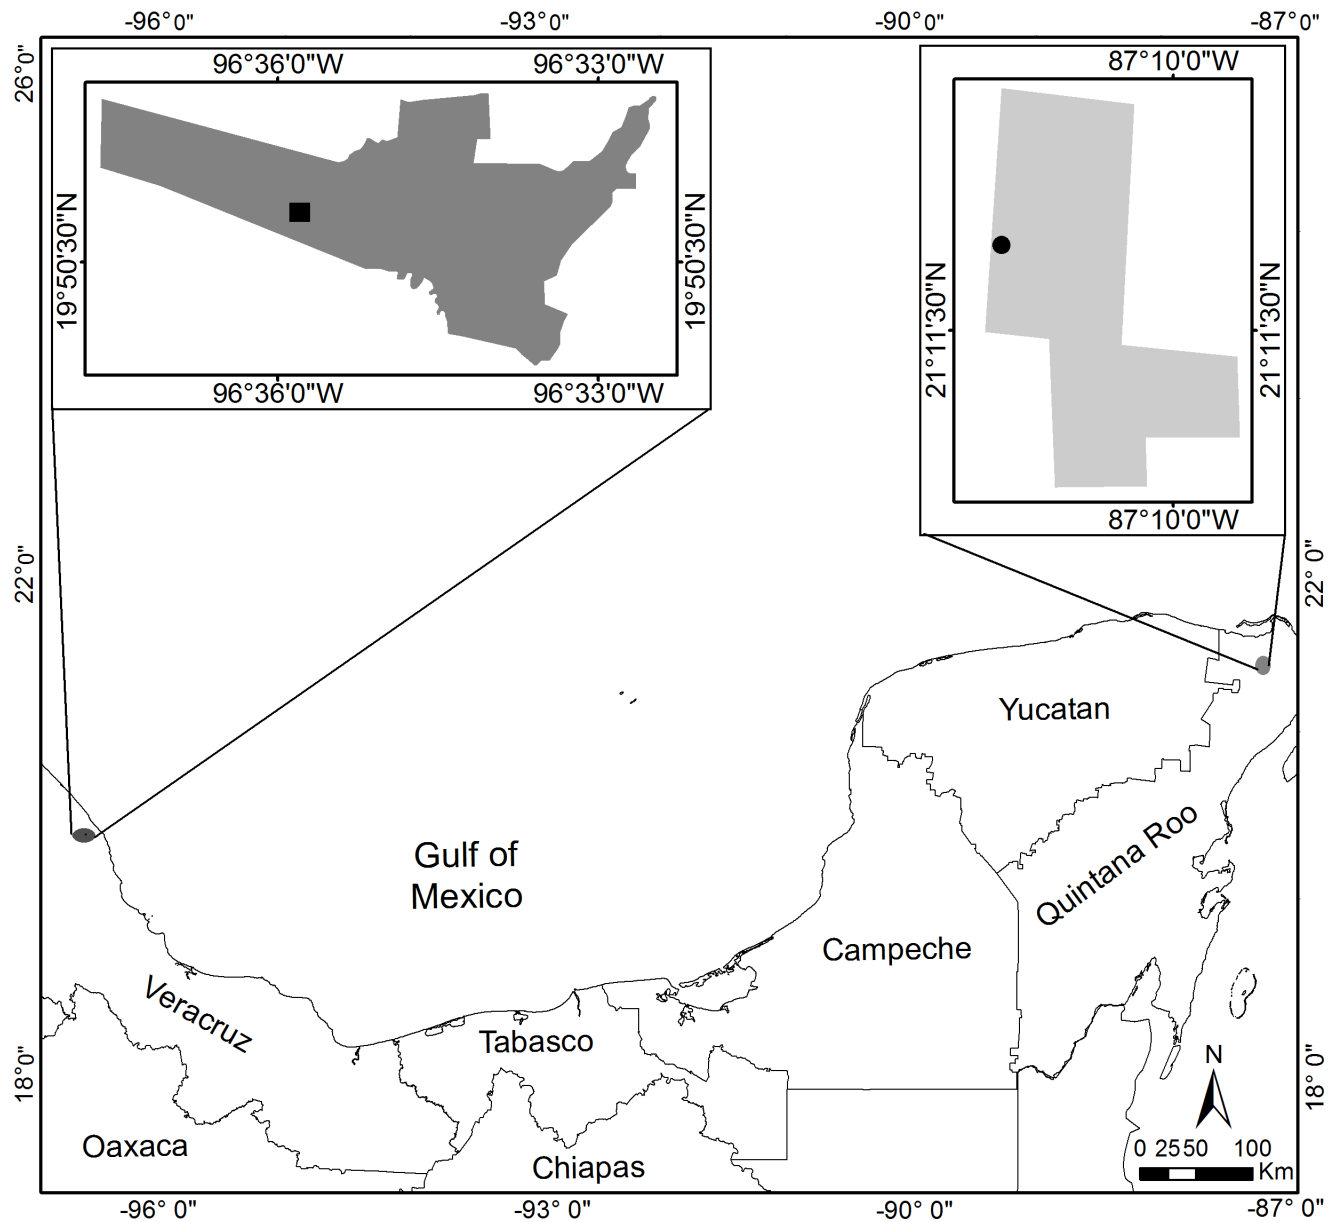 -96° 0"
-93° 0"
-90° 0"
-87° 0"
26° 0"
96°36'0"W
96°33'0"W
19°50'30"N
19°50'30"N
96°36'0"W
96°33'0"W
87°10'0"W
21°11'30"N
21°11'30"N
87°10'0"W
22° 0"
22° 0"
Yucatan
Gulf of
Mexico
Quintana Roo
Campeche
Veracruz
Tabasco
18° 0"
18° 0"
N
Oaxaca
Chiapas
0 25 50 100
Km
-96° 0"
-93° 0"
-90° 0"
-87° 0"